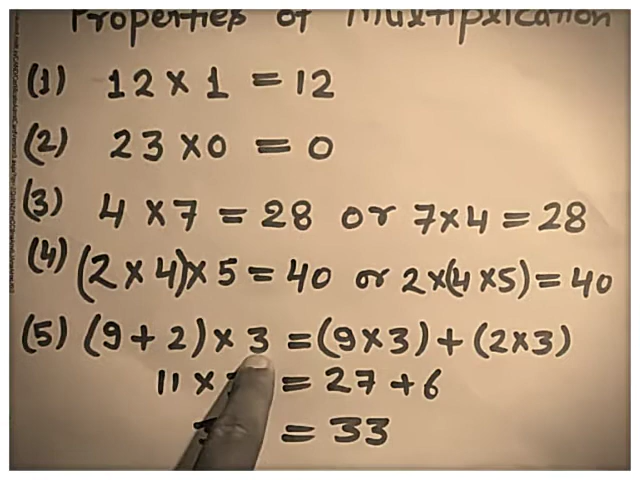 Properties of Multiplication
(1) 12 × 1 = 12
(2) 23 × 0 = 0
(3) 4 × 7 = 28 or 7 × 4 = 28
(4) (2 × 4) × 5 = 40 or 2 × (4 × 5) = 40
(5) (9 + 2) × 3 = (9 × 3) + (2 × 3)
11 × = 27 + 6
= 33